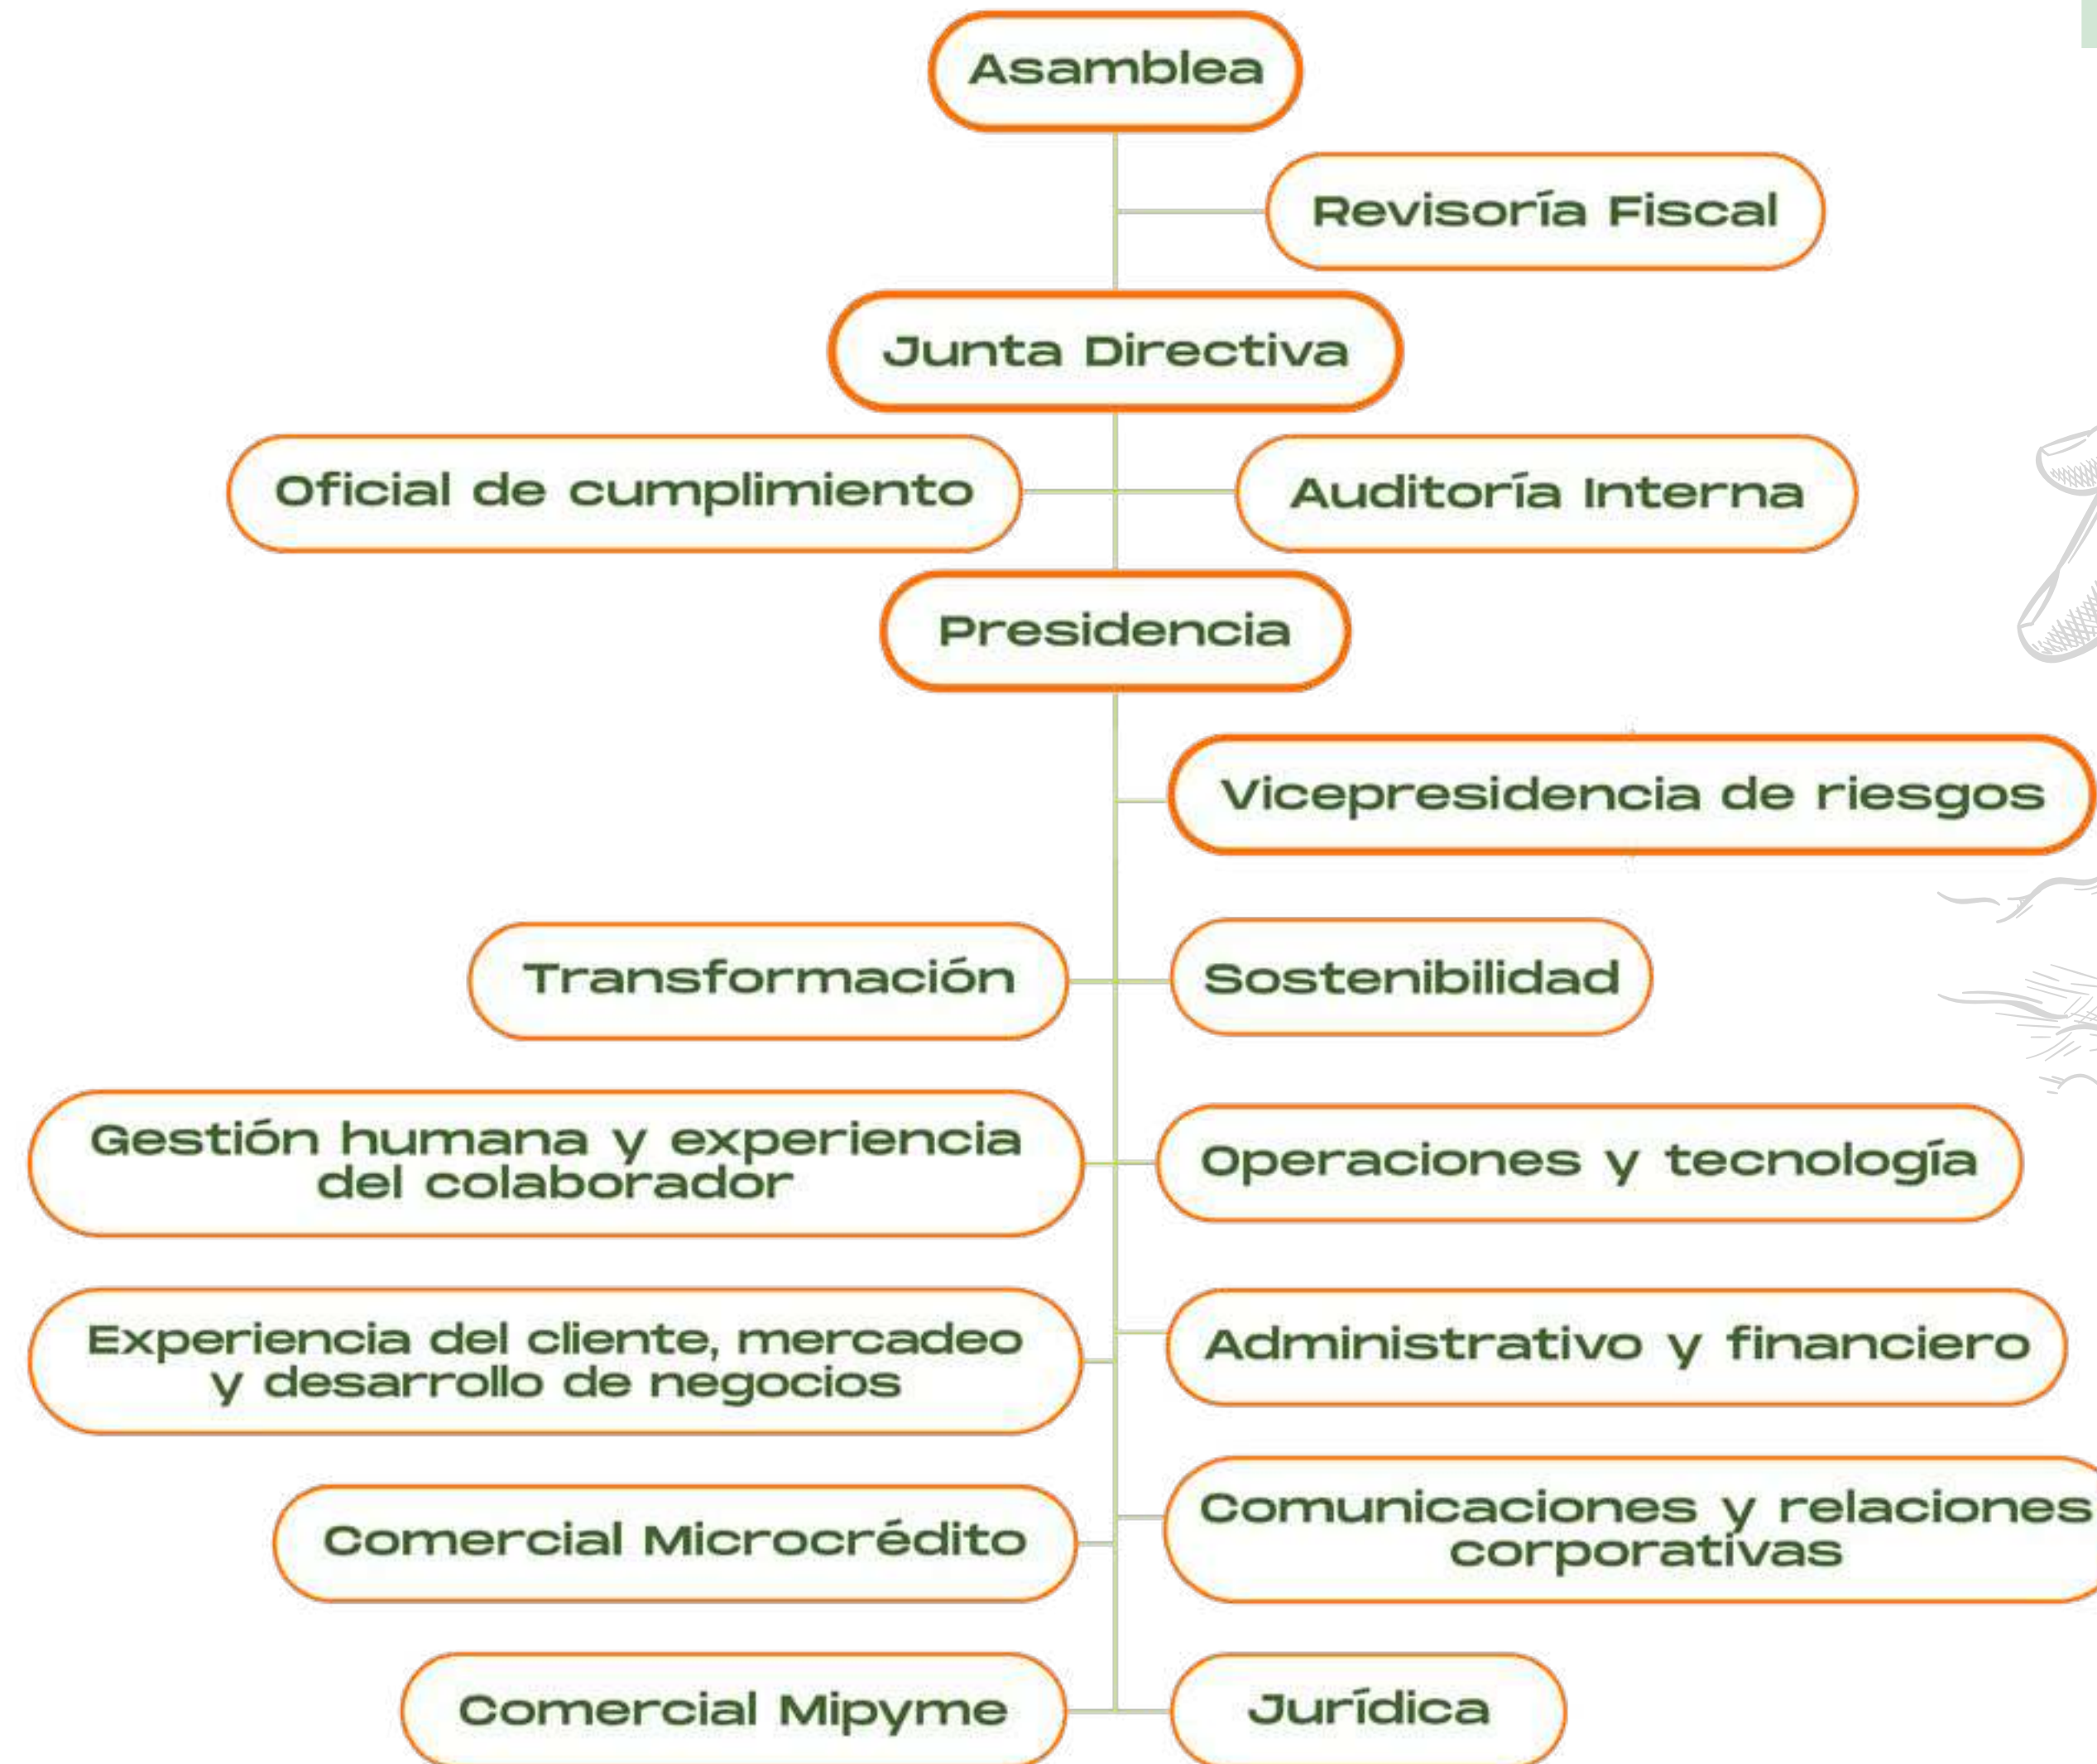 Asamblea
Revisoría Fiscal
Junta Directiva
Oficial de cumplimiento
Auditoría Interna
Presidencia
Vicepresidencia de riesgos
Transformación
Sostenibilidad
Gestión humana y experiencia
del colaborador
Operaciones y tecnología
Experiencia del cliente, mercadeo
y desarrollo de negocios
Administrativo y financiero
Comercial Microcrédito
Comunicaciones y relaciones
corporativas
Comercial Mipyme
Jurídica